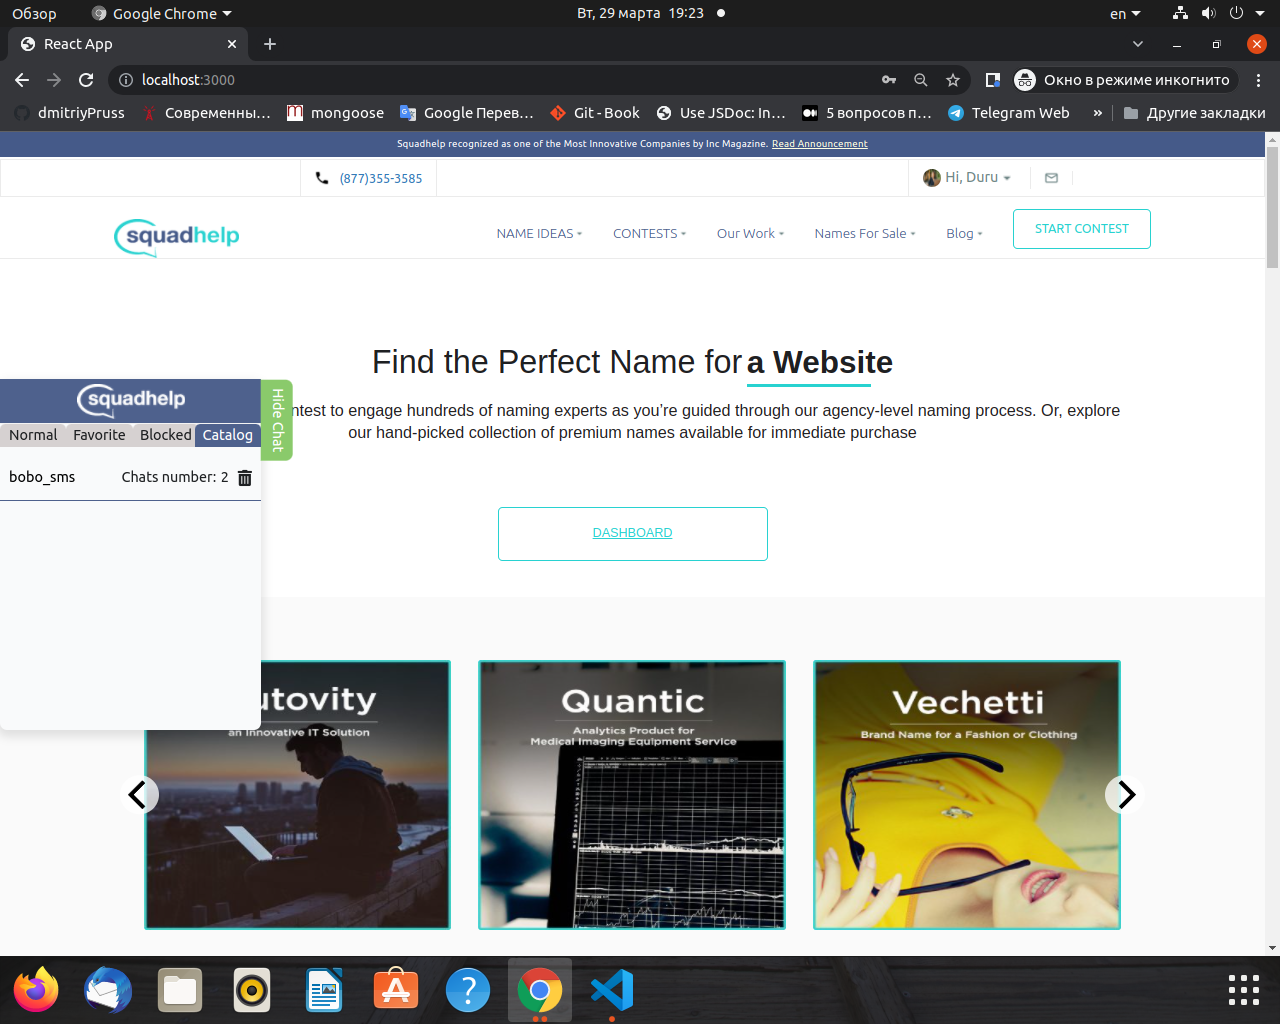 Обзор
Google Chrome
Вт, 29 марта 19:23
en
React App
localhost:3000
Окно в режиме инкогнито
dmitriyPruss
Современны...
mongoose
Google Перев...
Git - Book
Use JSDoc: In...
5 вопросов п...
Telegram Web
»
Другие закладки
Squadhelp recognized as one of the Most Innovative Companies by Inc Magazine. Read Announcement
(877)355-3585
Hi, Duru
squadhelp
NAME IDEAS
CONTESTS
Our Work
Names For Sale
Blog
START CONTEST
Find the Perfect Name for a Website
ntest to engage hundreds of naming experts as you’re guided through our agency-level naming process. Or, explore
our hand-picked collection of premium names available for immediate purchase
squadhelp
Hide Chat
Normal
Favorite
Blocked
Catalog
bobo_sms
Chats number: 2
DASHBOARD
utovity
an Innovative IT Solution
Quantic
Analytics Product for
Medical Imaging Equipment Service
Vechetti
Brand Name for a Fashion or Clothing